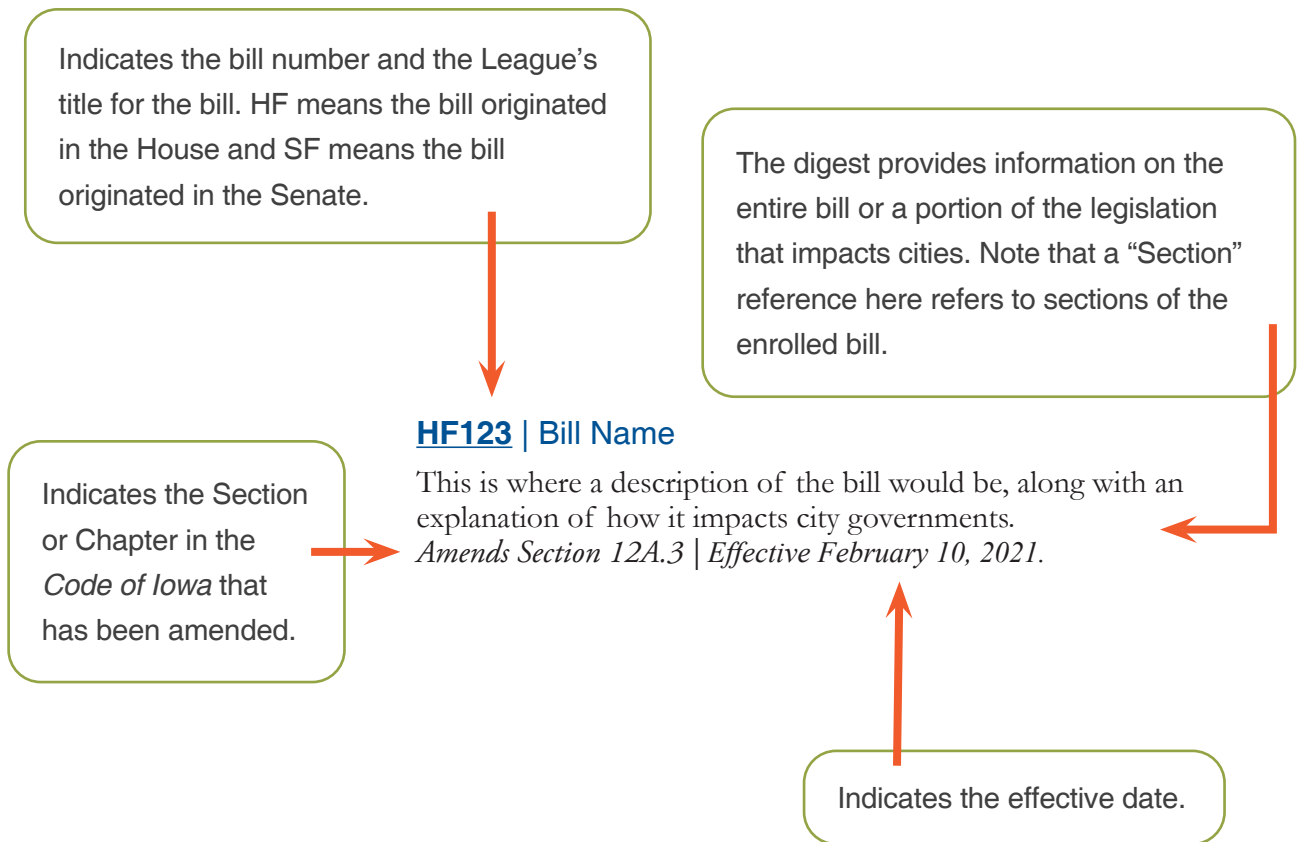 Indicates the bill number and the League’s
title for the bill. HF means the bill originated
in the House and SF means the bill
originated in the Senate.
The digest provides information on the
entire bill or a portion of the legislation
that impacts cities. Note that a “Section”
reference here refers to sections of the
enrolled bill.
HF123 | Bill Name
This is where a description of the bill would be, along with an
explanation of how it impacts city governments.
Amends Section 12A.3 | Effective February 10, 2021.
Indicates the Section
or Chapter in the
Code of Iowa that
has been amended.
Indicates the effective date.